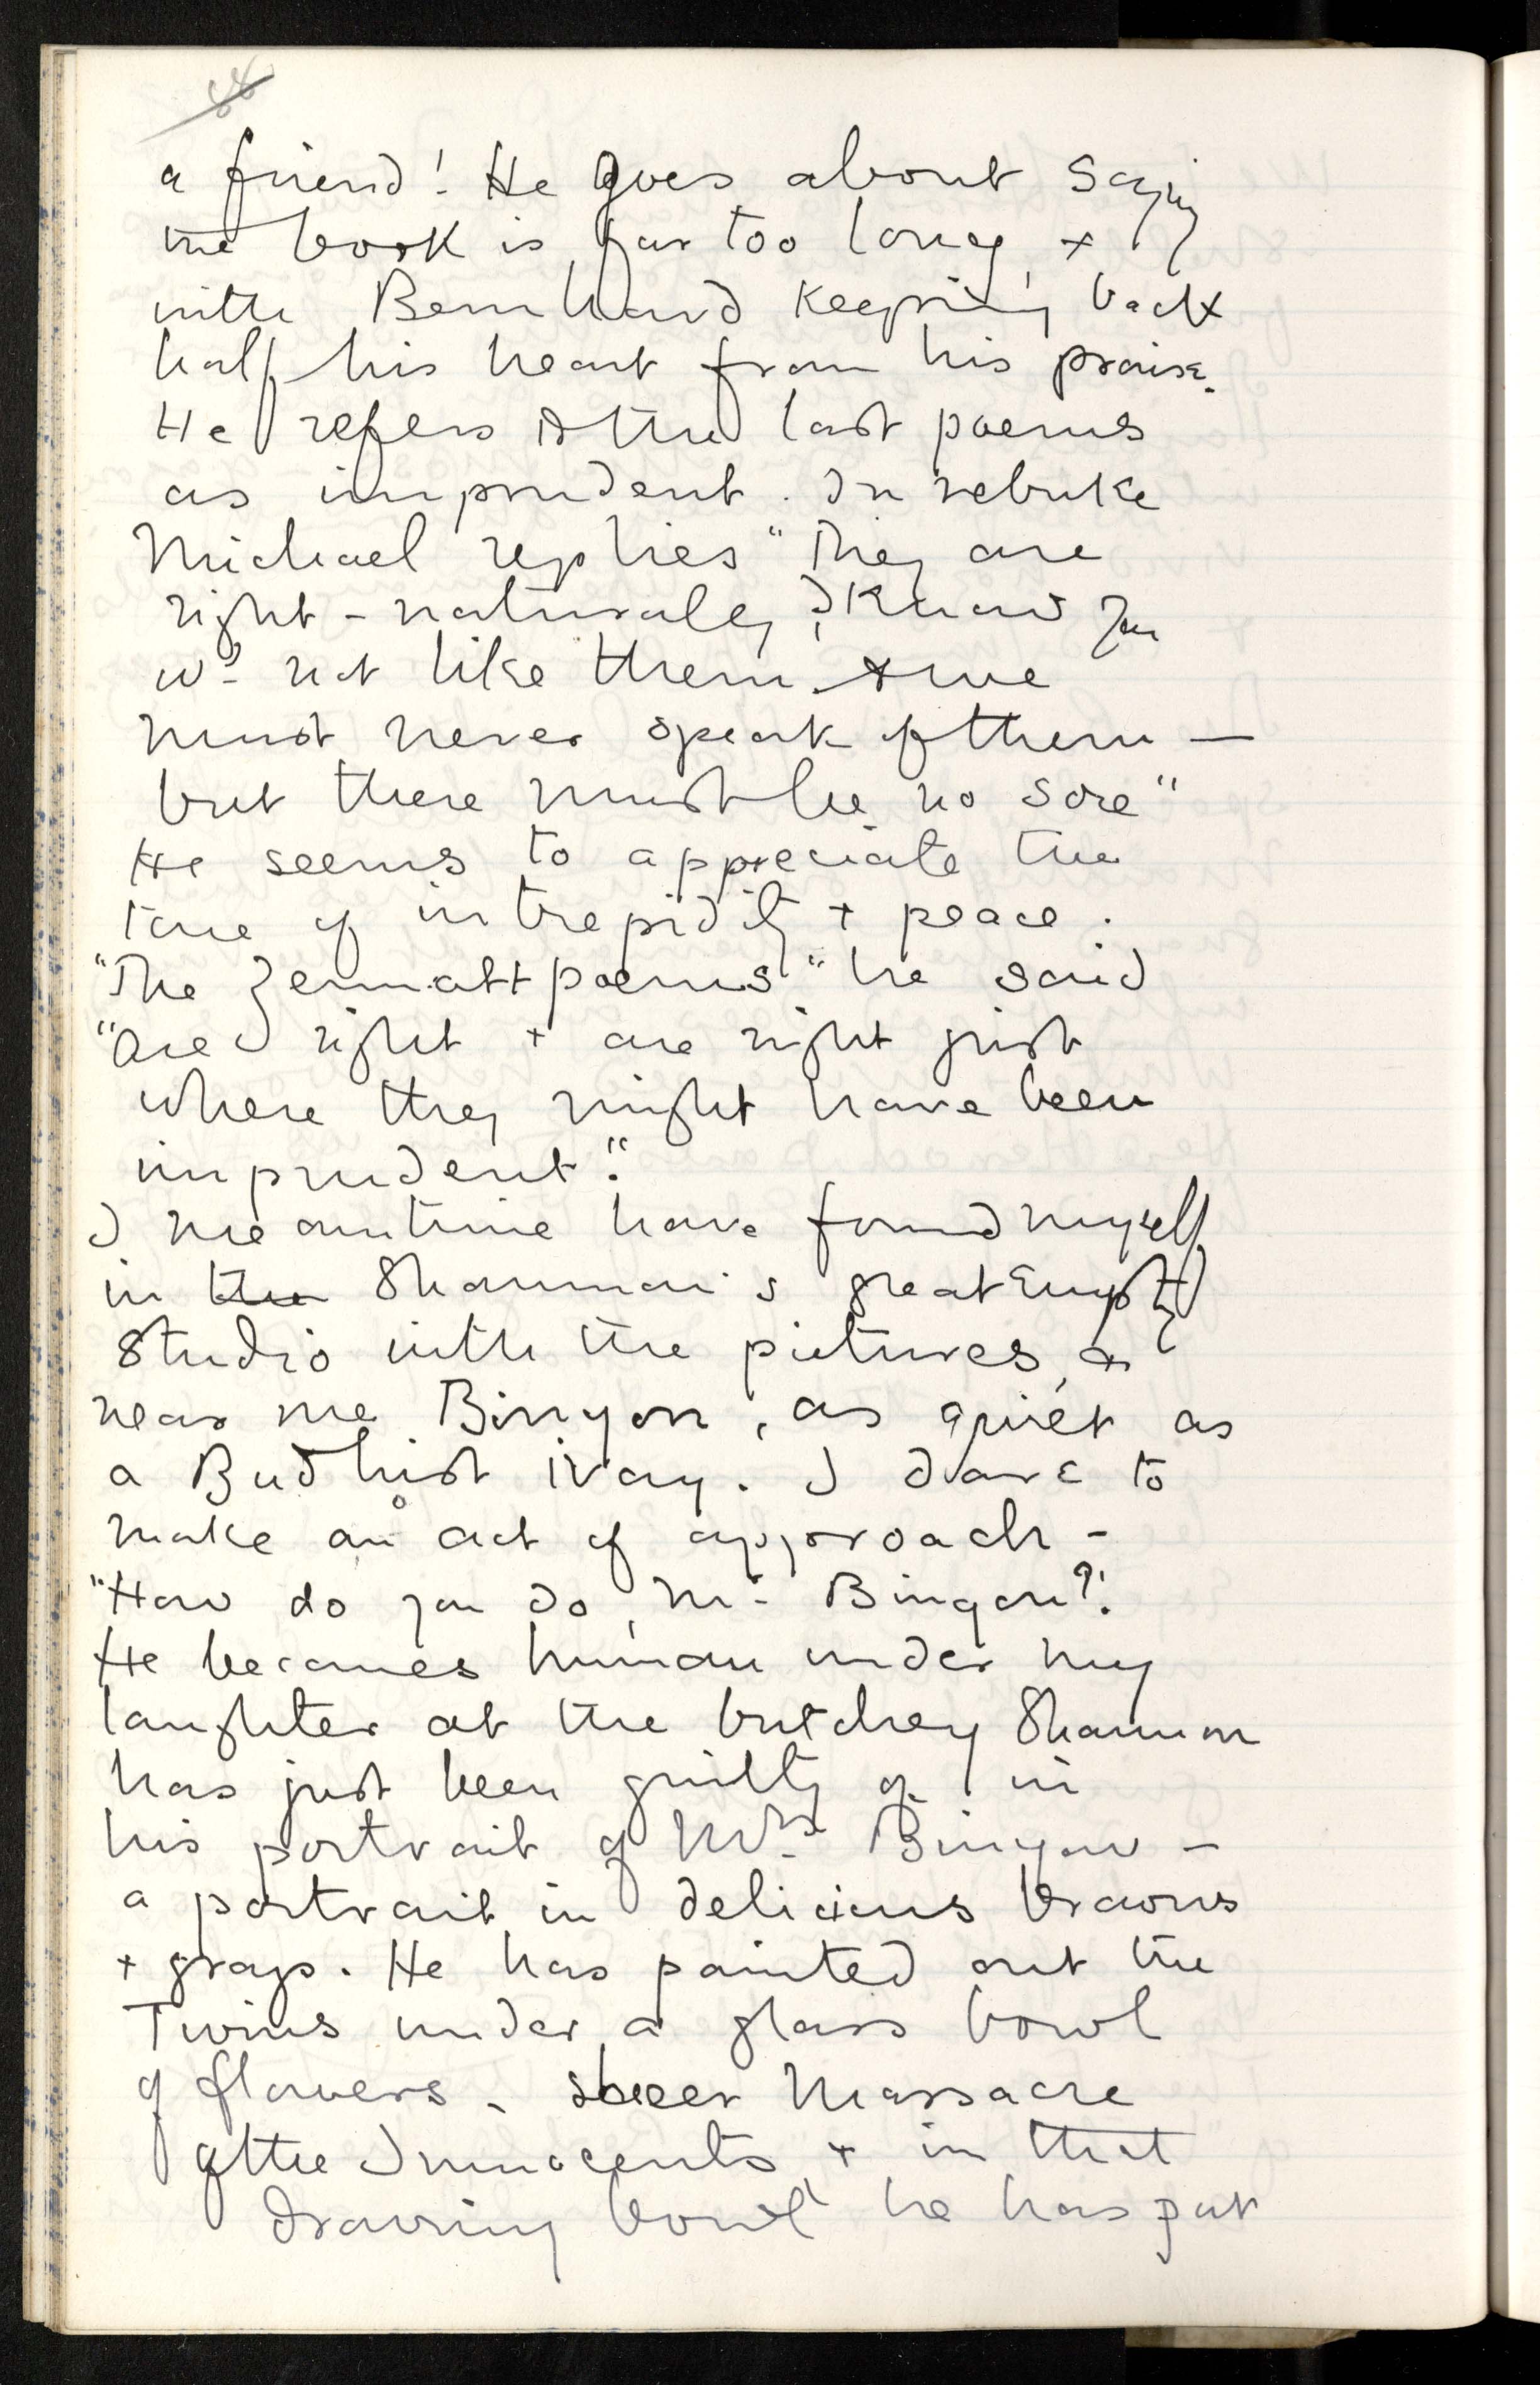 a friend! He goes about saying
the book is far too long, +
with Bernhard keeping back
half his heart from his praise.
He refers to the last poems
as imprudent. In rebuke
Michael replies "They are
right - naturally, I know you
wd not like them + we
must never speak of them —
but there must be no sore"
He seems to appreciate the
tone of intrepidity + peace.
"The Zermatt poems" he said
"are right + are right just
where they might have been
imprudent."
I meantime have found myself
in the Shannon's great Empty
Studio with the pictures, +
near me Binyon, as quiet as
a Budhist ivory. I dare to
make an act of approach -
"How do you do, Mr Binyon?"
He becomes human under my
laughter at the butchery Shannon
has just been guilty of in
his portrait of Mrs Binyon -
a portrait in delicious browns
+ grays. He has painted out the
Twins under a glass bowl
of flowers - sheer Massacre
of the Innocents, + in that
drawing bowl he has put